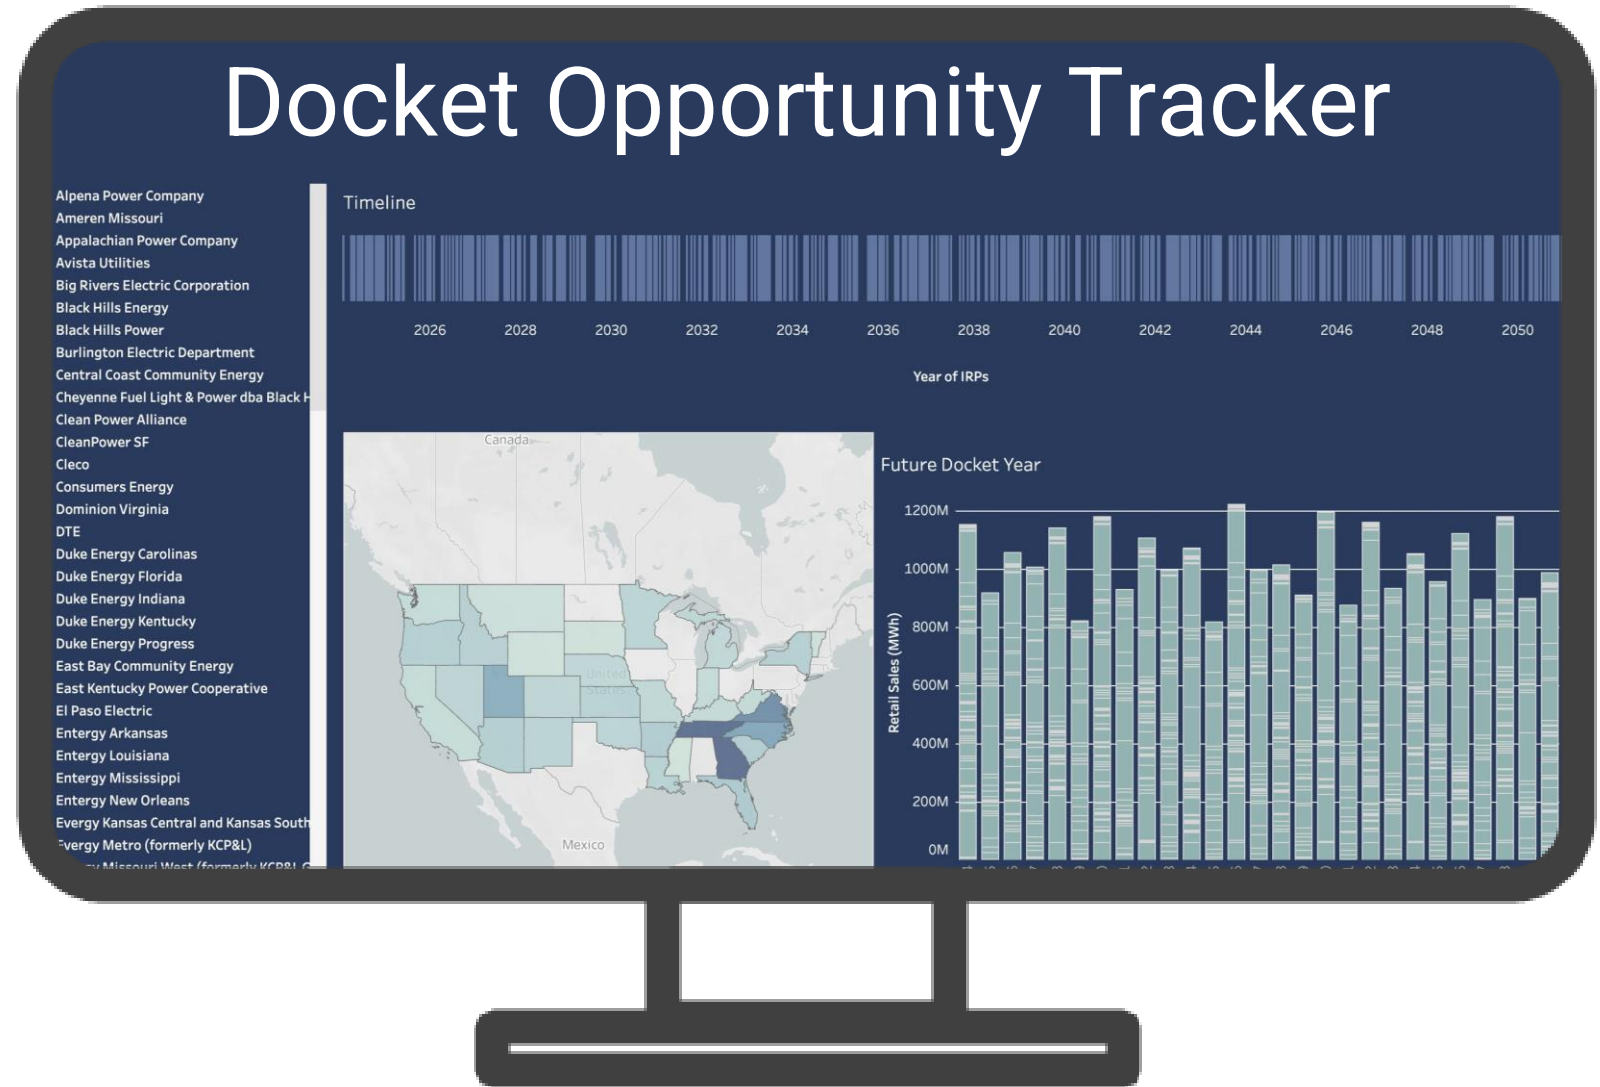 Docket Opportunity Tracker
Alpena Power Company
Ameren Missouri
Appalachian Power Company
Avista Utilities
Big Rivers Electric Corporation
Black Hills Energy
Black Hills Power
Burlington Electric Department
Central Coast Community Energy
Cheyenne Fuel Light & Power dba Black H
Clean Power Alliance
CleanPower SF
Cleco
Consumers Energy
Dominion Virginia
DTE
Duke Energy Carolinas
Duke Energy Florida
Duke Energy Indiana
Duke Energy Kentucky
Duke Energy Progress
East Bay Community Energy
East Kentucky Power Cooperative
El Paso Electric
Entergy Arkansas
Entergy Louisiana
Entergy Mississippi
Entergy New Orleans
Evergy Kansas Central and Kansas South
Evergy Metro (formerly KCP&L)
Missouri West (formerly KCP&L G
Timeline
2026 2028 2030 2032 2034 2036 2038 2040 2042 2044 2046 2048 2050
Year of IRPs
Canada
United
States
Mexico
Future Docket Year
Retail Sales (MWh)
1200M
1000M
800M
600M
400M
200M
0M